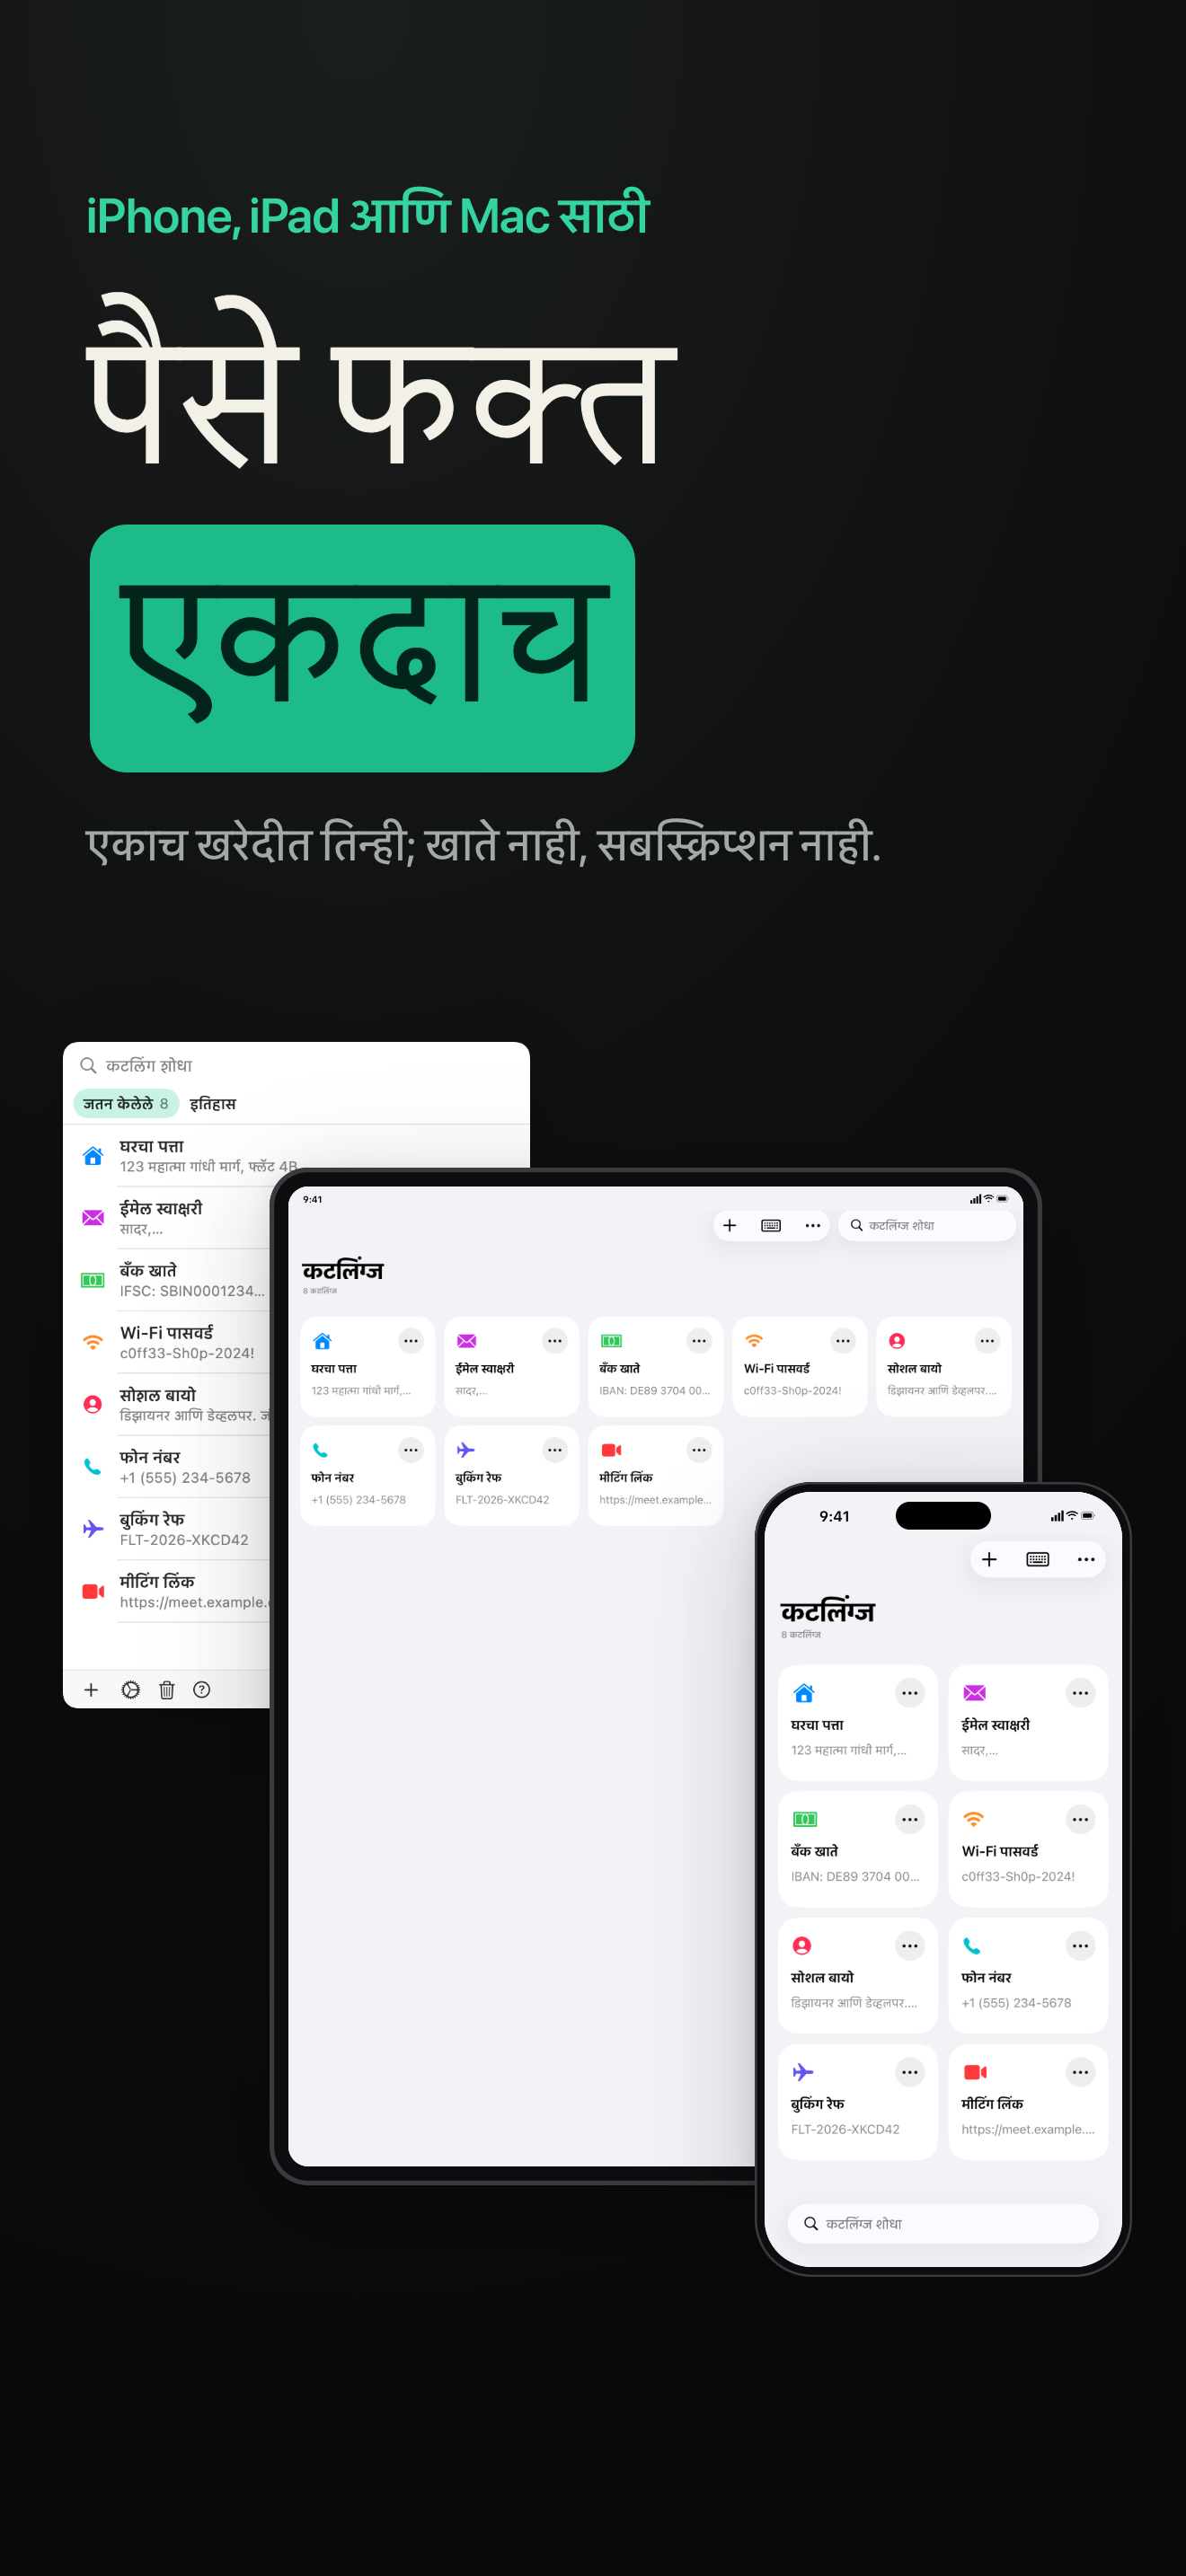 iPhone, iPad आणि Mac साठी
पैसे फक्त
एकदाच
एकाच खरेदीत तिन्ही; खाते नाही, सबस्क्रिप्शन नाही.
कटलिंग शोधा
जतन केलेले 8 इतिहास
घरचा पत्ता
123 महात्मा गांधी मार्ग, फ्लॅट 4B
ईमेल स्वाक्षरी
सादर,...
बँक खाते
IFSC: SBIN0001234...
Wi-Fi पासवर्ड
c0ff33-Sh0p-2024!
सोशल बायो
डिझायनर आणि डेव्हलपर.
फोन नंबर
+1 (555) 234-5678
बुकिंग रेफ
FLT-2026-XKCD42
मीटिंग लिंक
https://meet.example.
9:41
कटलिंग्ज शोधा
कटलिंग्ज
8 कटलिंग्ज
घरचा पत्ता
123 महात्मा गांधी मार्ग,...
ईमेल स्वाक्षरी
सादर,...
बँक खाते
IBAN: DE89 3704 00...
Wi-Fi पासवर्ड
c0ff33-Sh0p-2024!
सोशल बायो
डिझायनर आणि डेव्हलपर....
फोन नंबर
+1 (555) 234-5678
बुकिंग रेफ
FLT-2026-XKCD42
मीटिंग लिंक
https://meet.example...
9:41
कटलिंग्ज
8 कटलिंग्ज
घरचा पत्ता
123 महात्मा गांधी मार्ग,...
ईमेल स्वाक्षरी
सादर,...
बँक खाते
IBAN: DE89 3704 00...
Wi-Fi पासवर्ड
c0ff33-Sh0p-2024!
सोशल बायो
डिझायनर आणि डेव्हलपर....
फोन नंबर
+1 (555) 234-5678
बुकिंग रेफ
FLT-2026-XKCD42
मीटिंग लिंक
https://meet.example....
कटलिंग्ज शोधा